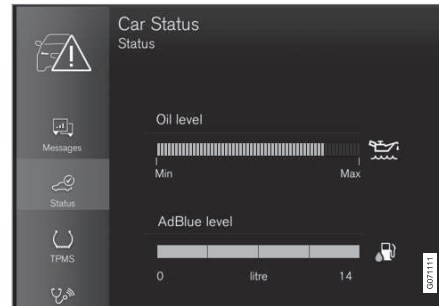 Car Status
Status
Messages
Status
TPMS
Oil level
Min Max
AdBlue level
0 litre 14
G071111